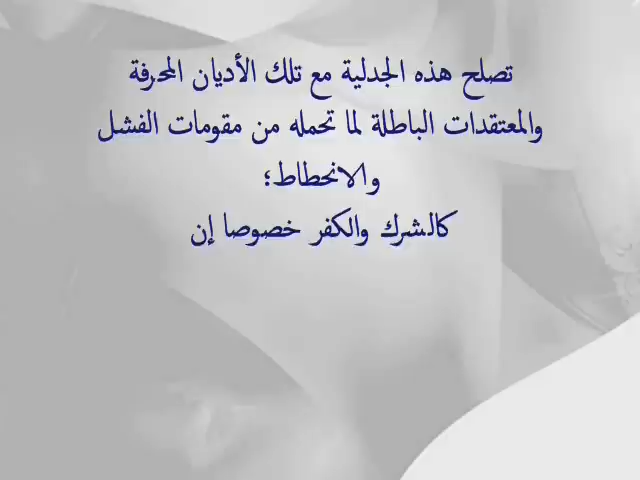 تصلح هذه الجدلية مع تلك الأديان المحرفة
والمعتقدات الباطلة لما تحمله من مقومات الفشل
والانحطاط؛
كالشرك والكفر خصوصا إن